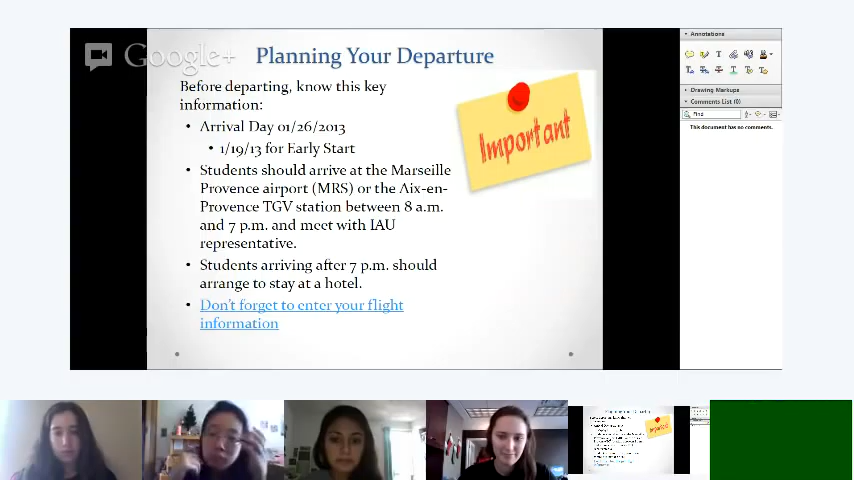 Google+
Planning Your Departure
Before departing, know this key
information:
• Arrival Day 01/26/2013
• 1/19/13 for Early Start
• Students should arrive at the Marseille
Provence airport (MRS) or the Aix-en-
Provence TGV station between 8 a.m.
and 7 p.m. and meet with IAU
representative.
• Students arriving after 7 p.m. should
arrange to stay at a hotel.
• Don't forget to enter your flight
information
Important
Annotations
Drawing Markups
Comments List (0)
Find
This document has no comments.